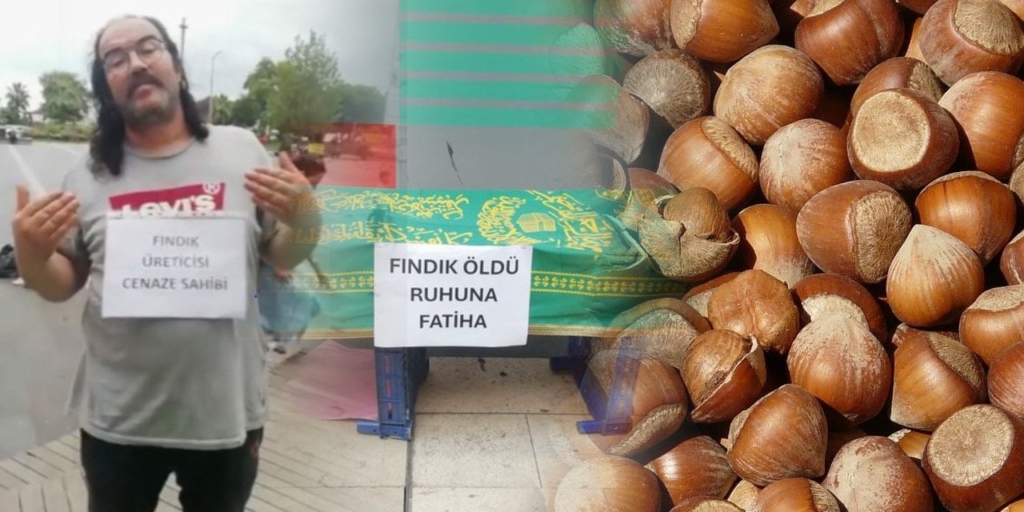 LEVI'S
FINDIK
ÜRETİCİSİ
CENAZE SAHİBİ
FINDIK ÖLDÜ
RUHUNA
FATİHA